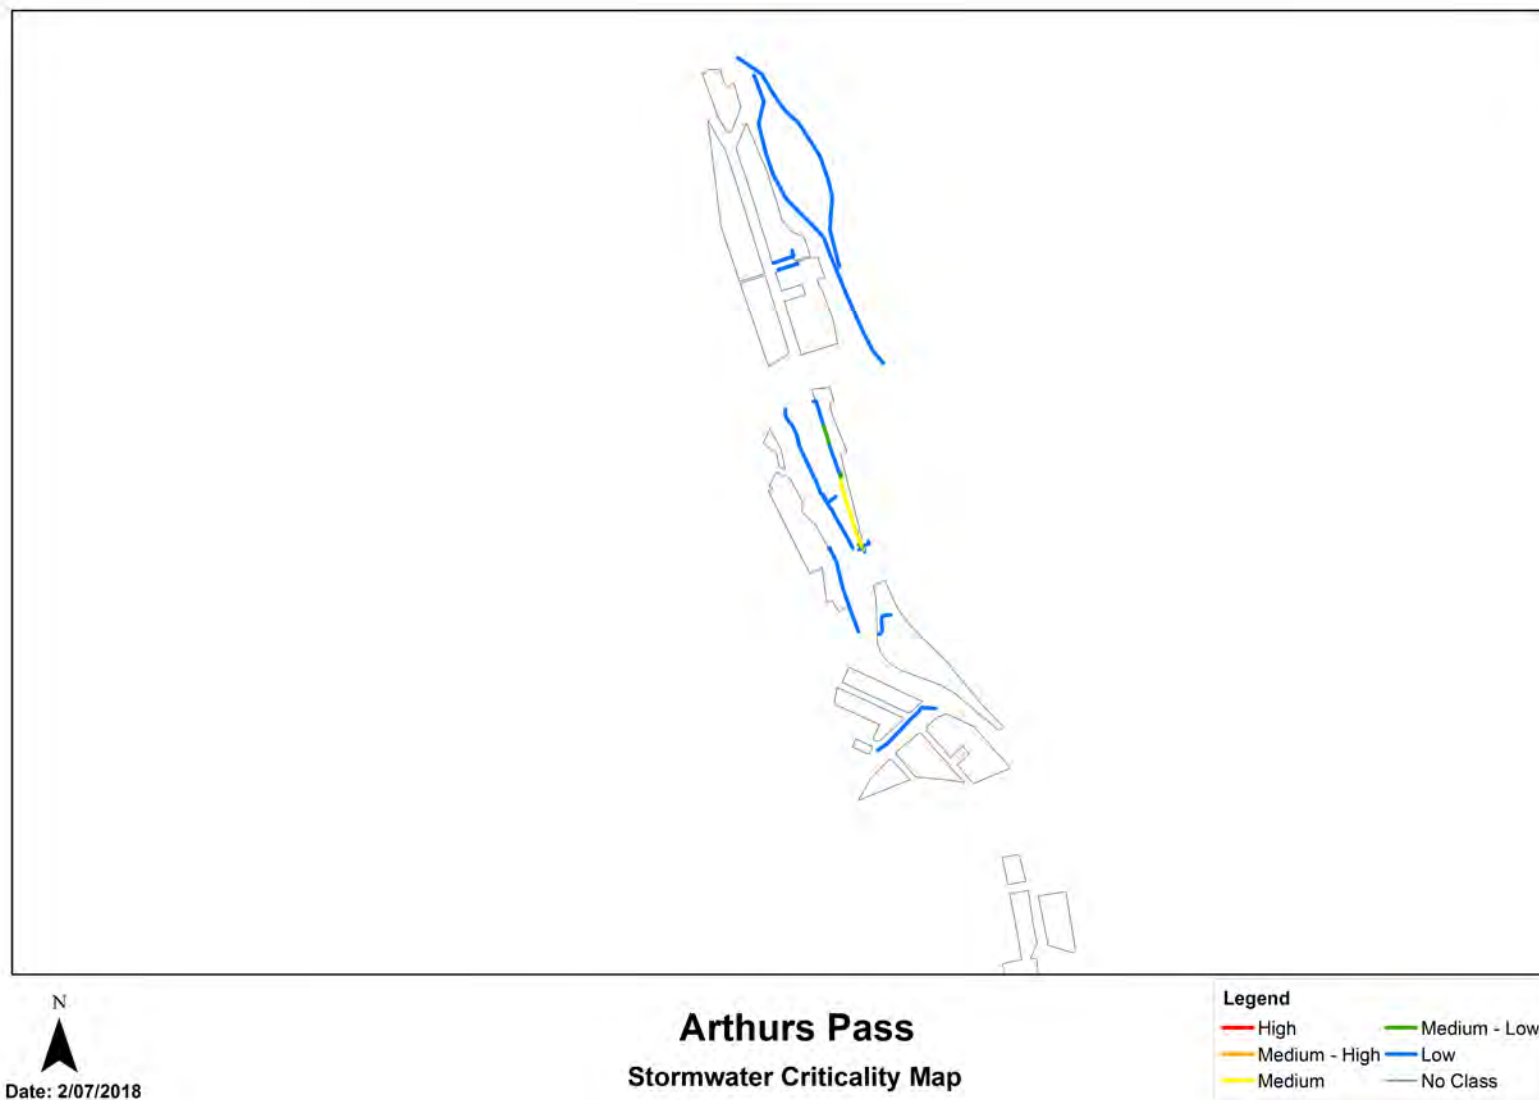 N
Date: 2/07/2018
Arthurs Pass
Stormwater Criticality Map
Legend
High
Medium - High
Medium
Medium - Low
Low
No Class